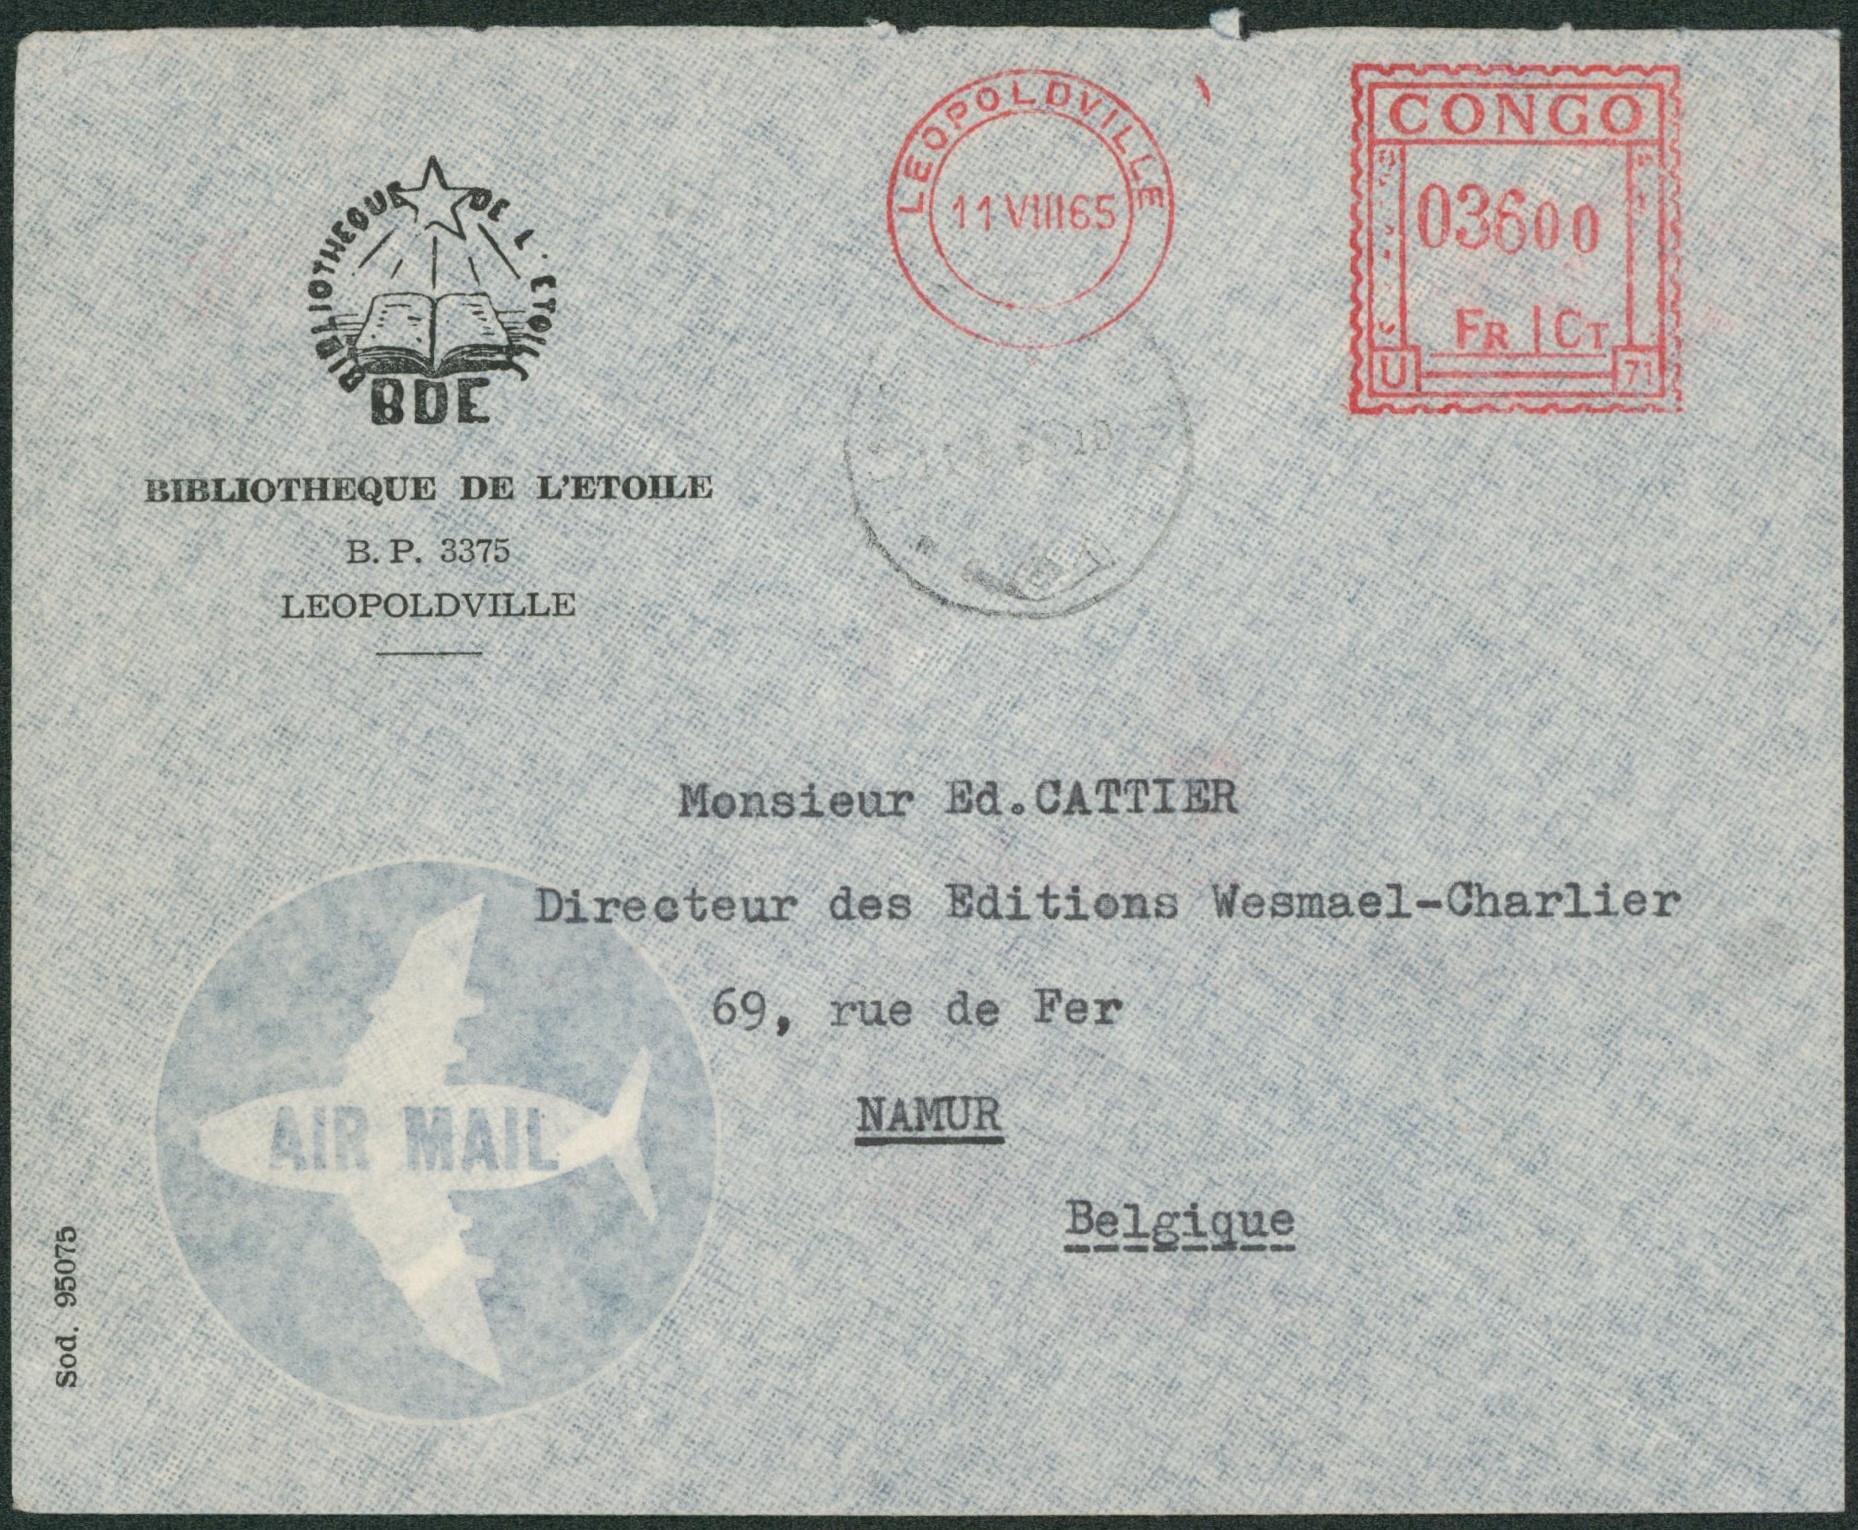 BIBLIOTHEQUE DE L'ETOILE
BDE
BIBLIOTHEQUE DE L'ETOILE
B. P. 3375
LEOPOLDVILLE
LEOPOLDVILLE
11 VIII 65
CONGO
03600
FR | CT
U 71
Monsieur Ed.CATTIER
Directeur des Editions Wesmael-Charlier
69, rue de Fer
NAMUR
Belgique
AIR MAIL
Sod. 95075